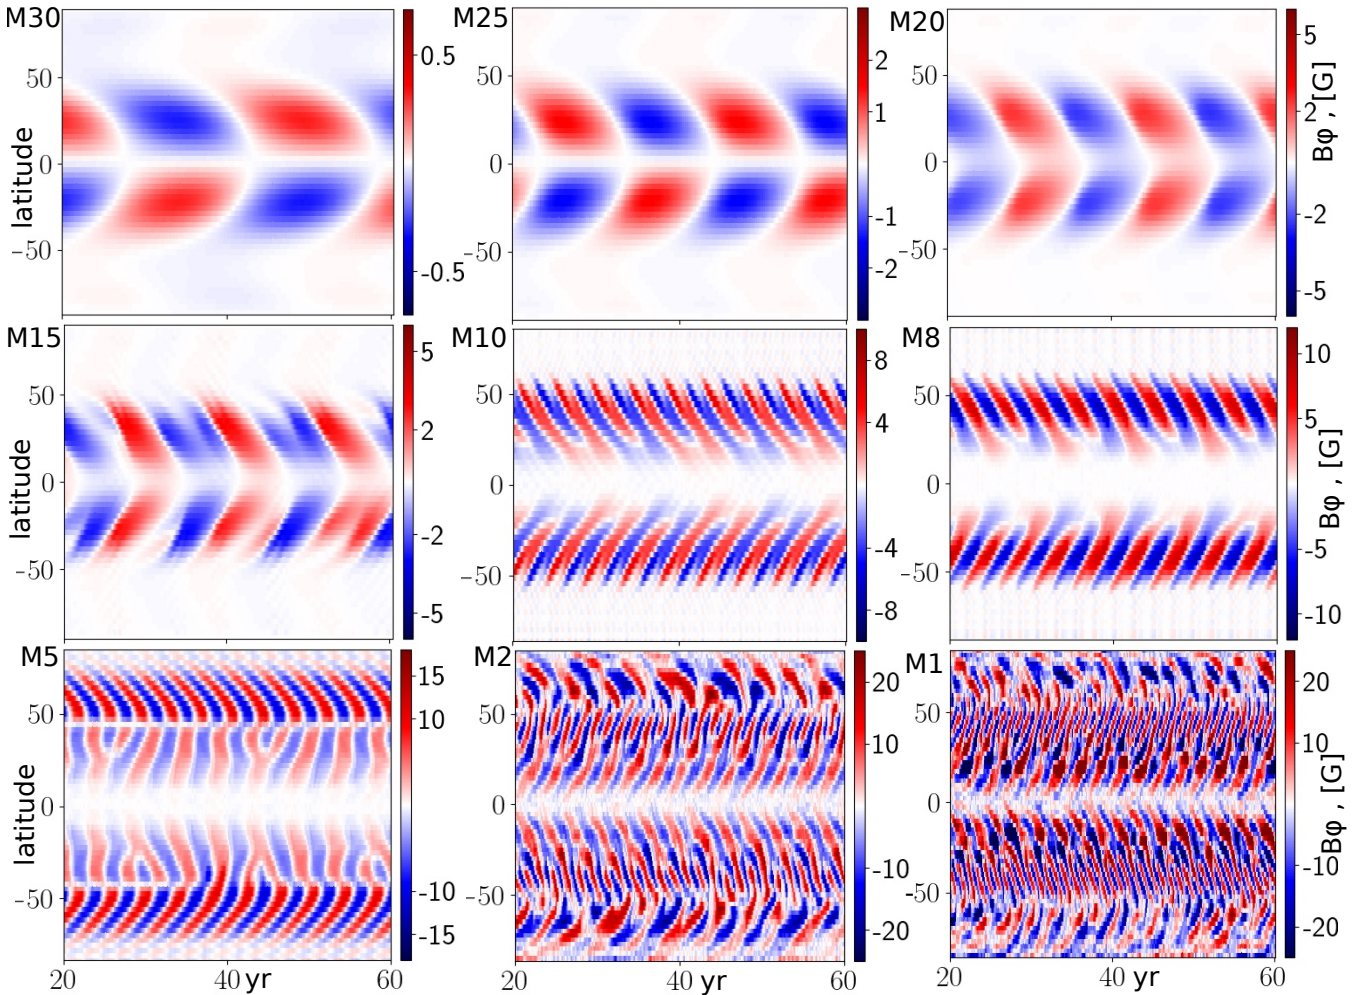 M30 M25 M20
50 0 -50 latitude 0.5 -0.5
50 0 -50 2 1 -1 -2
50 0 -50 5 2 -2 -5 Bφ , [G]
M15 M10 M8
50 0 -50 latitude 5 2 -2 -5
50 0 -50 8 4 -4 -8
50 0 -50 10 5 -5 -10 Bφ , [G]
M5 M2 M1
50 0 -50 latitude 15 10 -10 -15
50 0 -50 20 10 -10 -20
50 0 -50 20 10 -10 -20 Bφ , [G]
20 40 yr
20 40 yr 60
20 40 yr 60